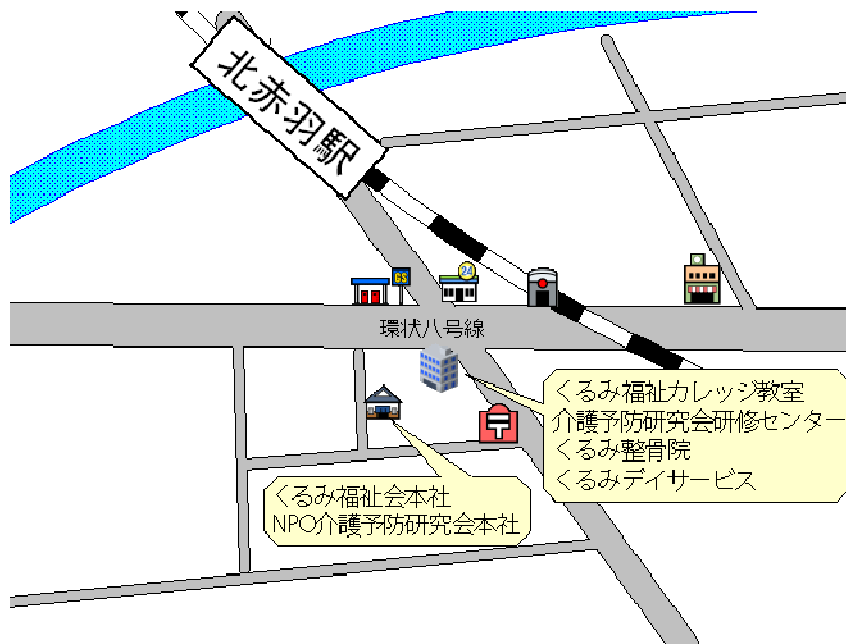 北赤羽駅
24
環状八号線
くるみ福祉カレッジ教室
介護予防研究会研修センター
くるみ整骨院
くるみデイサービス
くるみ福祉会本社
NPO介護予防研究会本社